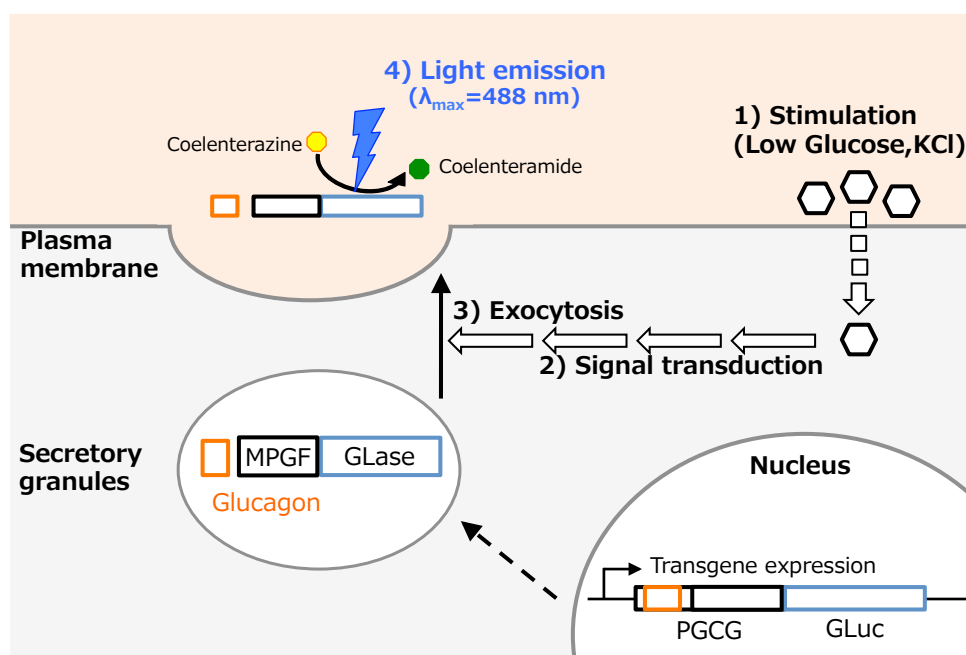 4) Light emission
(λmax=488 nm)
1) Stimulation
(Low Glucose,KCl)
Coelenterazine
Coelenteramide
Plasma
membrane
3) Exocytosis
2) Signal transduction
Secretory
granules
MPGF
GLase
Glucagon
Nucleus
Transgene expression
PGCG
GLuc